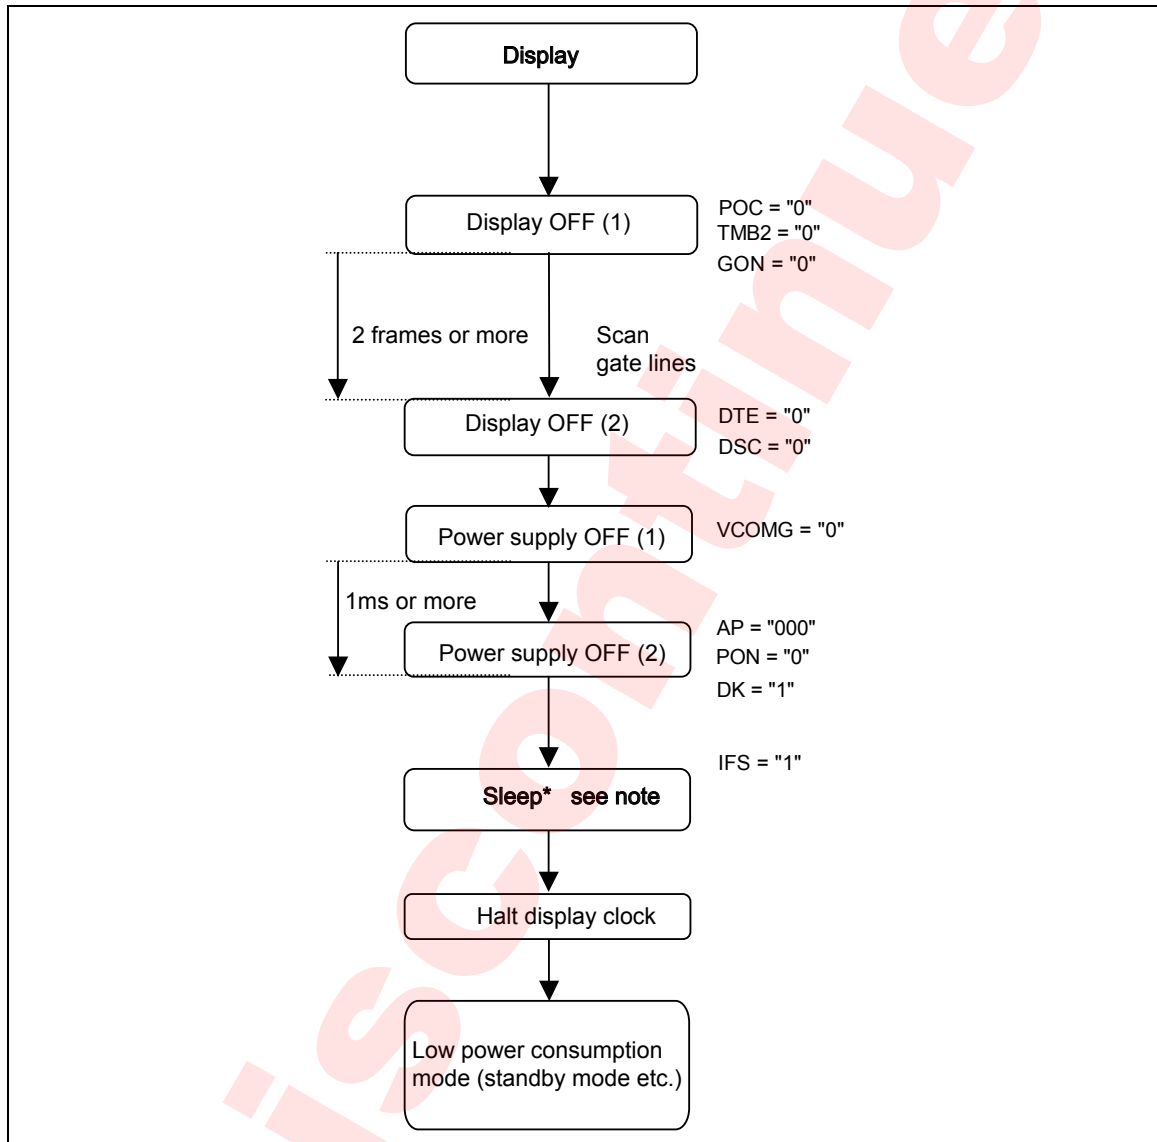 Display
Display OFF (1)
POC = "0"
TMB2 = "0"
GON = "0"
2 frames or more
Scan
gate lines
Display OFF (2)
DTE = "0"
DSC = "0"
Power supply OFF (1)
VCOMG = "0"
1ms or more
Power supply OFF (2)
AP = "000"
PON = "0"
DK = "1"
IFS = "1"
Sleep* see note
Halt display clock
Low power consumption
mode (standby mode etc.)
iscontinue